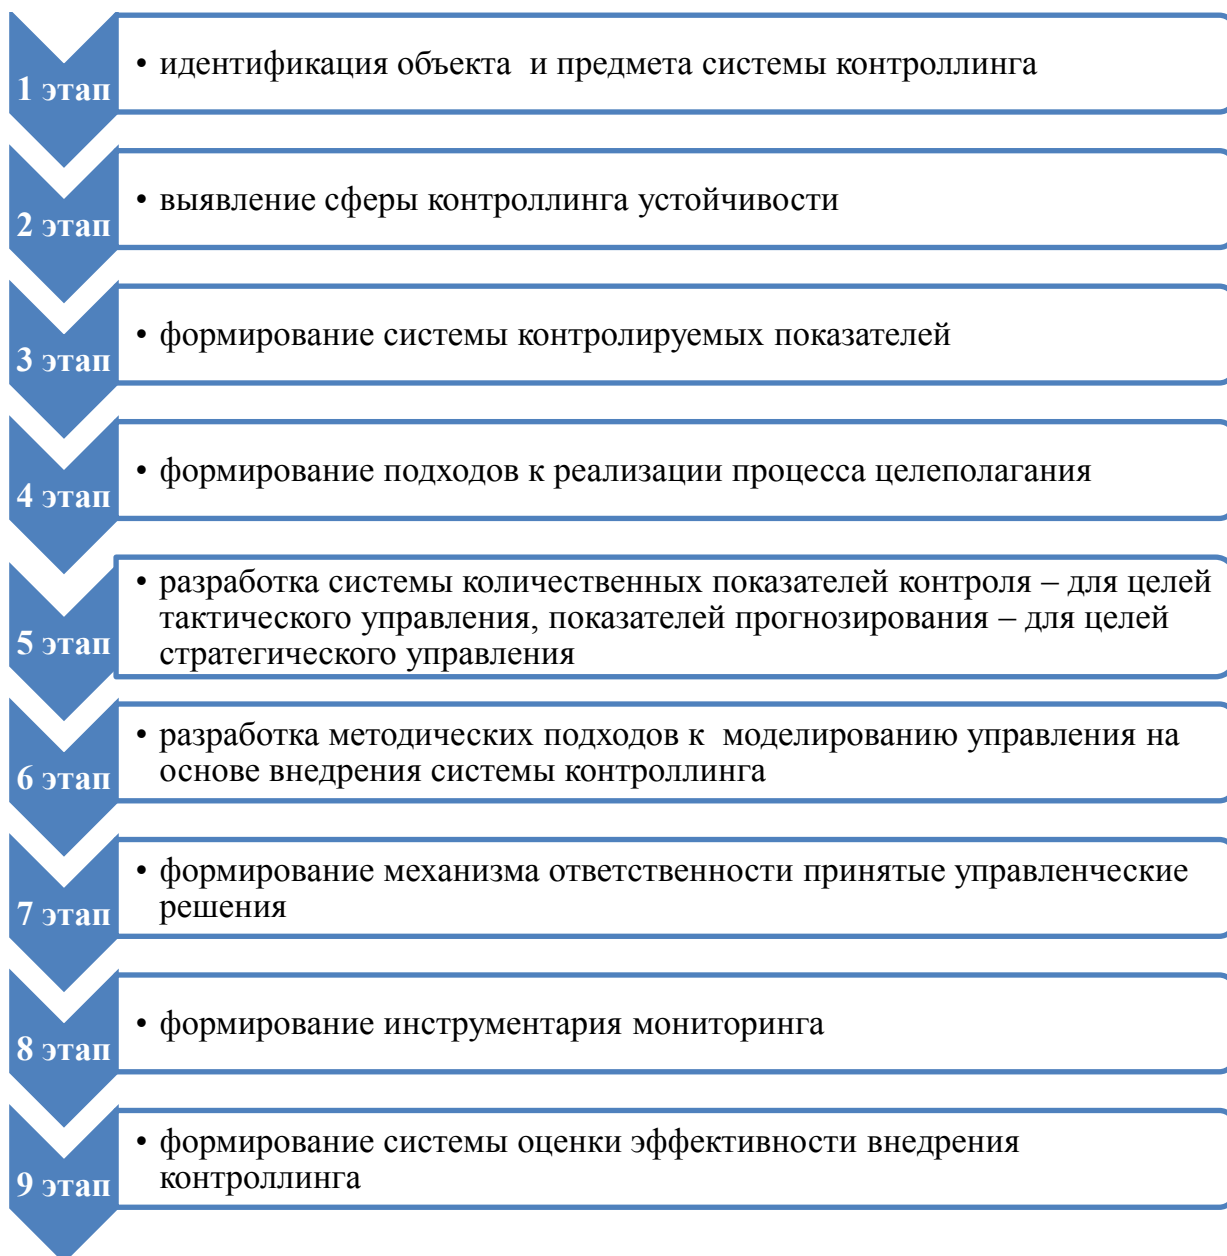 1 этап
• идентификация объекта и предмета системы контроллинга
2 этап
• выявление сферы контроллинга устойчивости
3 этап
• формирование системы контролируемых показателей
4 этап
• формирование подходов к реализации процесса целеполагания
5 этап
• разработка системы количественных показателей контроля – для целей
тактического управления, показателей прогнозирования – для целей
стратегического управления
6 этап
• разработка методических подходов к моделированию управления на
основе внедрения системы контроллинга
7 этап
• формирование механизма ответственности принятые управленческие
решения
8 этап
• формирование инструментария мониторинга
9 этап
• формирование системы оценки эффективности внедрения
контроллинга